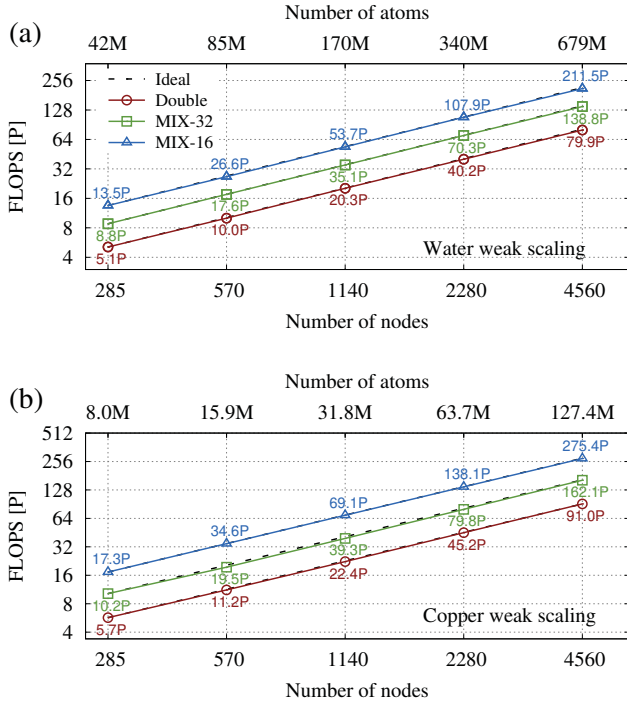 Number of atoms
(a)
42M 85M 170M 340M 679M
FLOPS [P]
256
128
64
32
16
8
4
Ideal
Double
MIX-32
MIX-16
13.5P 26.6P 53.7P 107.9P 211.5P
8.8P 17.6P 35.1P 70.3P 138.8P
5.1P 10.0P 20.3P 40.2P 79.9P
Water weak scaling
285 570 1140 2280 4560
Number of nodes
Number of atoms
(b)
8.0M 15.9M 31.8M 63.7M 127.4M
FLOPS [P]
512
256
128
64
32
16
8
4
17.3P 34.6P 69.1P 138.1P 275.4P
10.2P 19.5P 39.3P 79.8P 162.1P
5.7P 11.2P 22.4P 45.2P 91.0P
Copper weak scaling
285 570 1140 2280 4560
Number of nodes